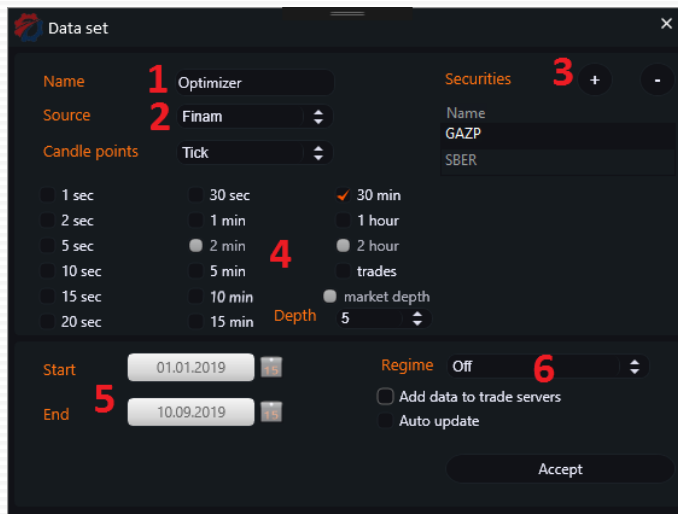 Data set
Name 1 Optimizer
Securities 3 + -
Source 2 Finam
Name
GAZP
Candle points Tick
SBER
1 sec 30 sec 30 min
2 sec 1 min 1 hour
5 sec 2 min 4 2 hour
10 sec 5 min trades
15 sec 10 min market depth
20 sec 15 min Depth 5
Start 01.01.2019 15
Regime Off 6
5
Add data to trade servers
End 10.09.2019 15
Auto update
Accept